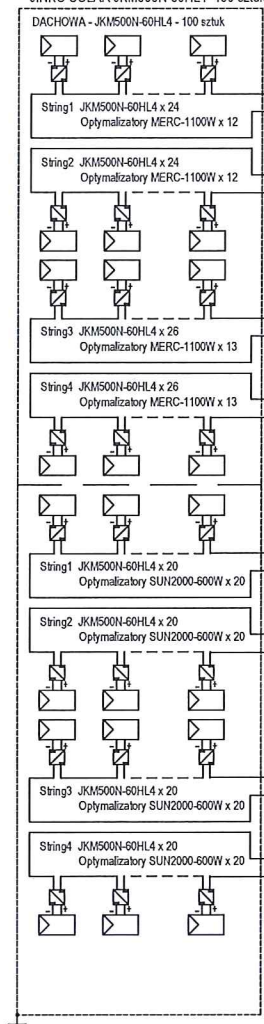 DACHOWA - JKM500N-60HL4 - 100 sztuk
String1 JKM500N-60HL4 x 24
Optymalizatory MERC-1100W x 12
String2 JKM500N-60HL4 x 24
Optymalizatory MERC-1100W x 12
String3 JKM500N-60HL4 x 26
Optymalizatory MERC-1100W x 13
String4 JKM500N-60HL4 x 26
Optymalizatory MERC-1100W x 13
String1 JKM500N-60HL4 x 20
Optymalizatory SUN2000-600W x 20
String2 JKM500N-60HL4 x 20
Optymalizatory SUN2000-600W x 20
String3 JKM500N-60HL4 x 20
Optymalizatory SUN2000-600W x 20
String4 JKM500N-60HL4 x 20
Optymalizatory SUN2000-600W x 20